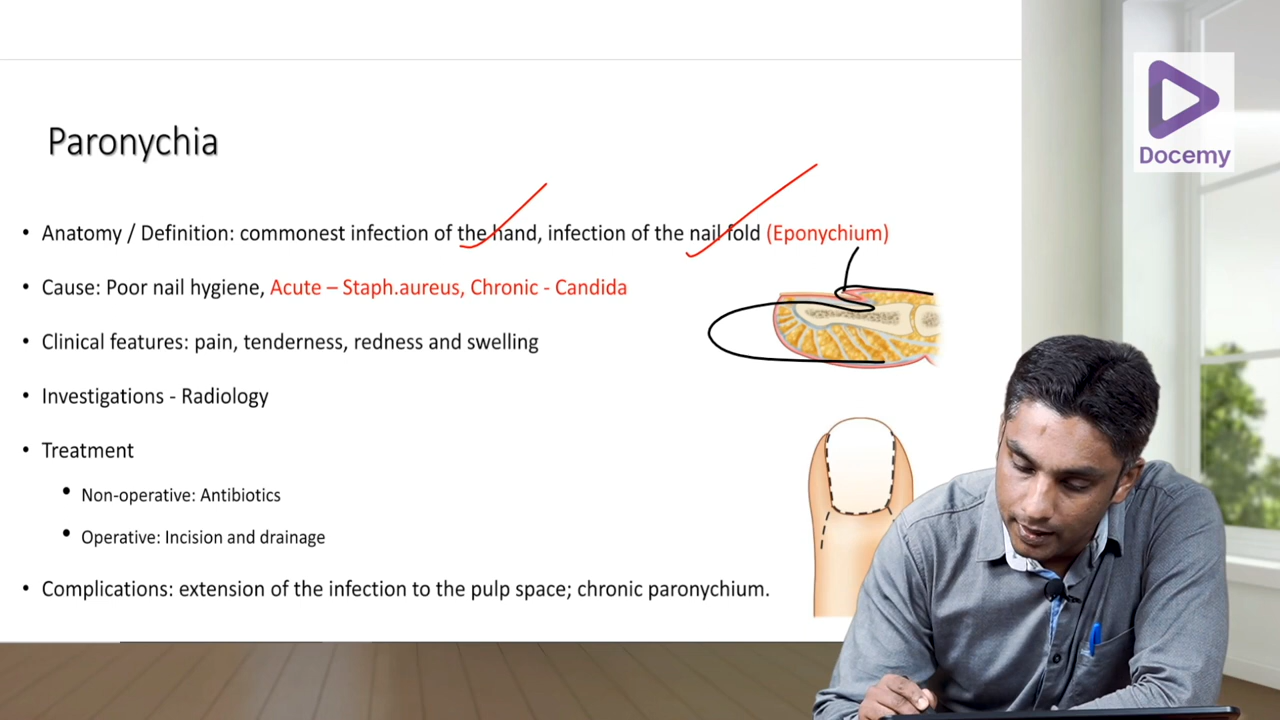 Docemy
Paronychia
• Anatomy / Definition: commonest infection of the hand, infection of the nail fold (Eponychium)
• Cause: Poor nail hygiene, Acute – Staph.aureus, Chronic - Candida
• Clinical features: pain, tenderness, redness and swelling
• Investigations - Radiology
• Treatment
• Non-operative: Antibiotics
• Operative: Incision and drainage
• Complications: extension of the infection to the pulp space; chronic paronychium.